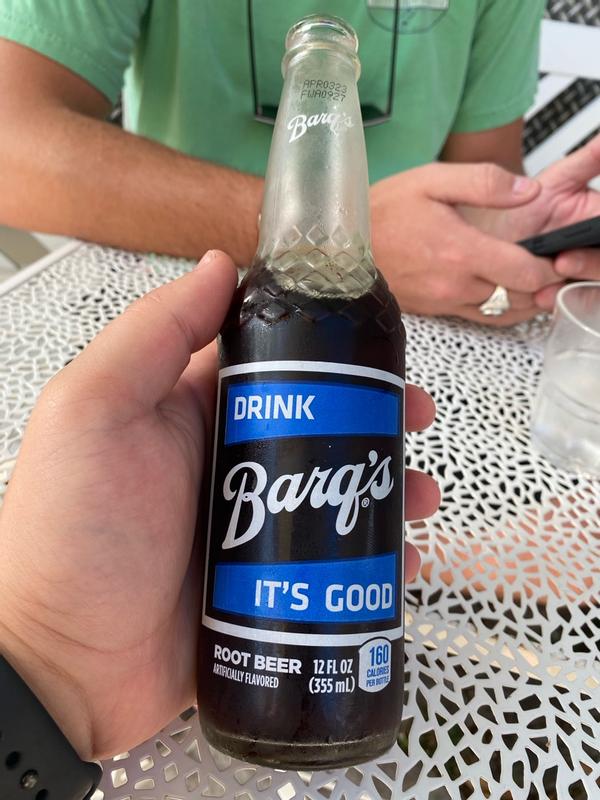 APR0323
FWA0927
Barq's
DRINK
Barq's®
IT'S GOOD
ROOT BEER
ARTIFICIALLY FLAVORED
12 FL OZ
(355 mL)
160
CALORIES
PER BOTTLE